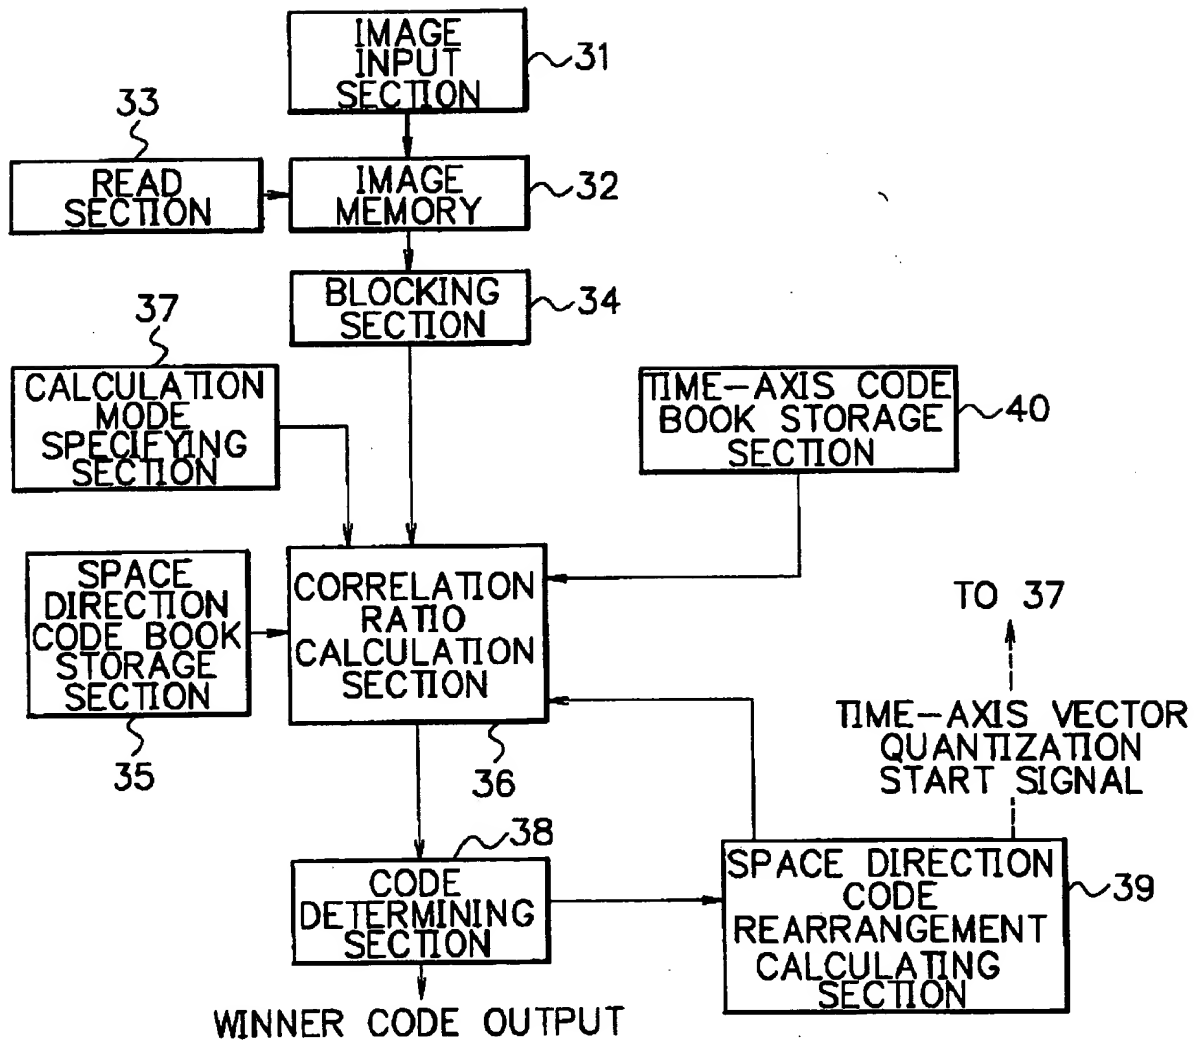 IMAGE
INPUT
SECTION
31
33
READ
SECTION
IMAGE
MEMORY
32
BLOCKING
SECTION
34
37
CALCULATION
MODE
SPECIFYING
SECTION
TIME-AXIS CODE
BOOK STORAGE
SECTION
40
SPACE
DIRECTION
CODE BOOK
STORAGE
SECTION
35
CORRELATION
RATIO
CALCULATION
SECTION
36
TO 37
TIME-AXIS VECTOR
QUANTIZATION
START SIGNAL
38
CODE
DETERMINING
SECTION
SPACE DIRECTION
CODE
REARRANGEMENT
CALCULATING
SECTION
39
WINNER CODE OUTPUT